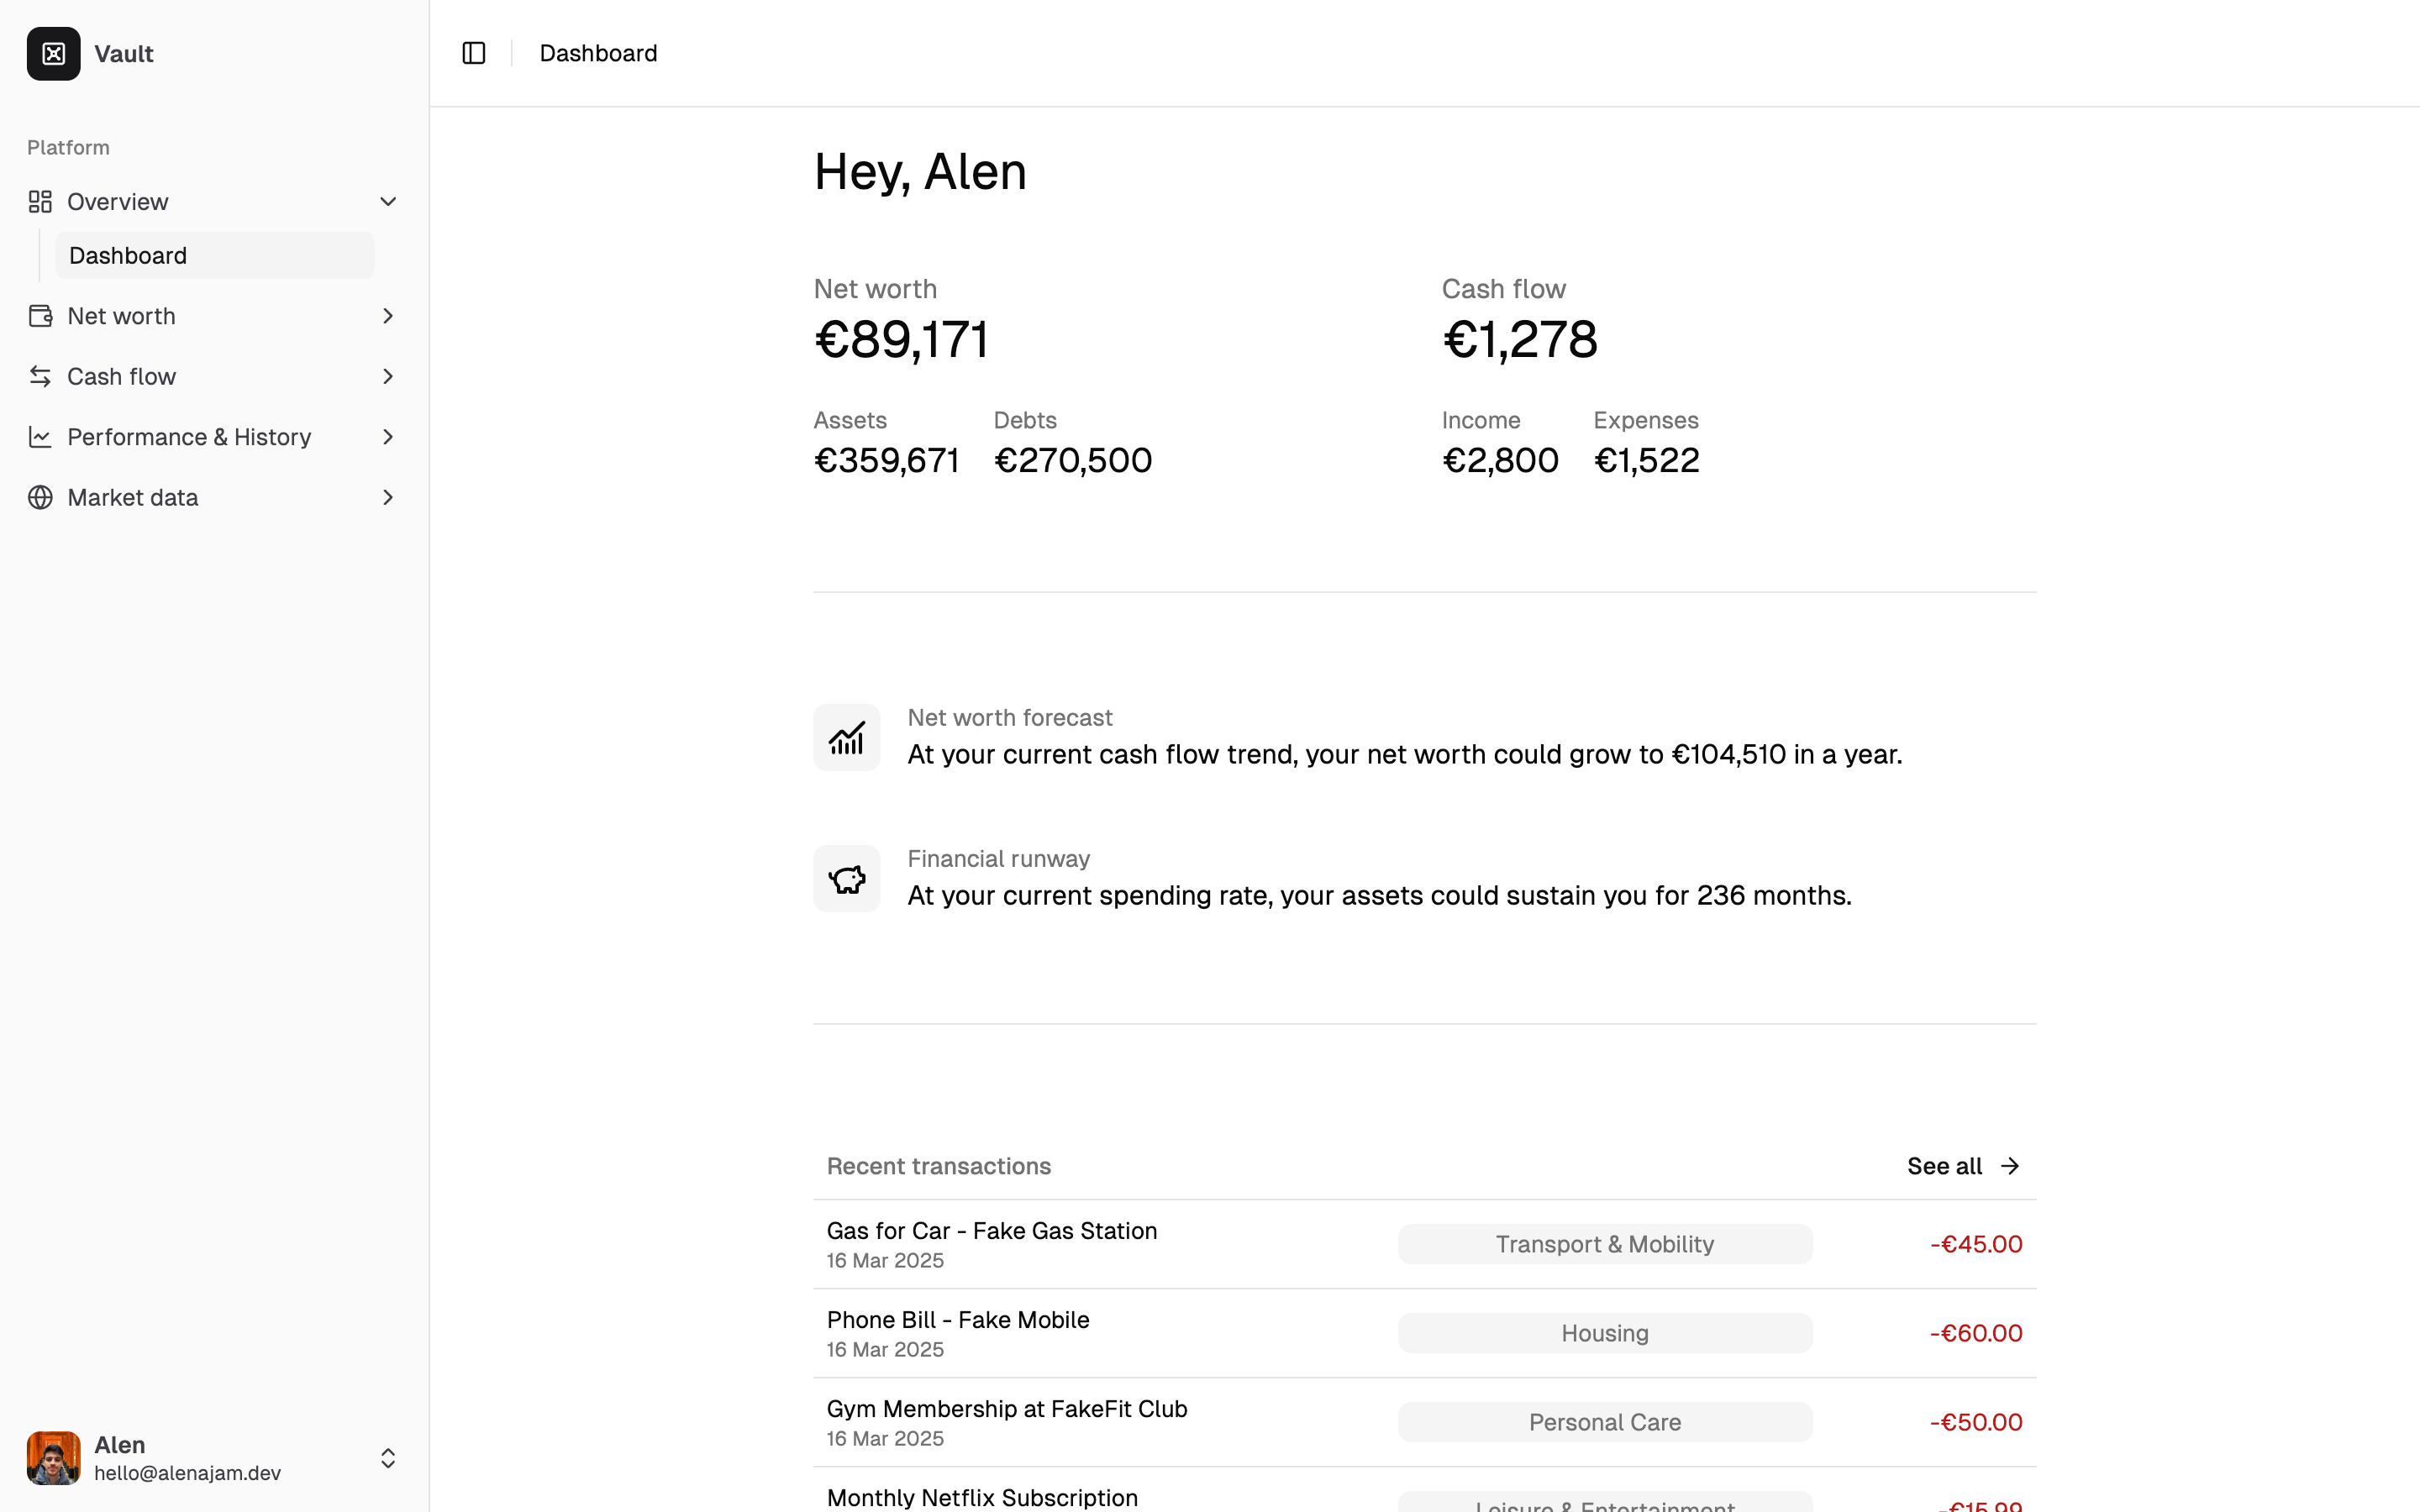 Vault
Dashboard
Platform
Overview
Dashboard
Net worth
Cash flow
Performance & History
Market data
Hey, Alen
Net worth
€89,171
Assets
€359,671
Debts
€270,500
Cash flow
€1,278
Income
€2,800
Expenses
€1,522
Net worth forecast
At your current cash flow trend, your net worth could grow to €104,510 in a year.
Financial runway
At your current spending rate, your assets could sustain you for 236 months.
Recent transactions
See all
Gas for Car - Fake Gas Station
16 Mar 2025
Transport & Mobility
-€45.00
Phone Bill - Fake Mobile
16 Mar 2025
Housing
-€60.00
Gym Membership at FakeFit Club
16 Mar 2025
Personal Care
-€50.00
Monthly Netflix Subscription
Leisure & Entertainment
-€15.99
Alen
hello@alenajam.dev